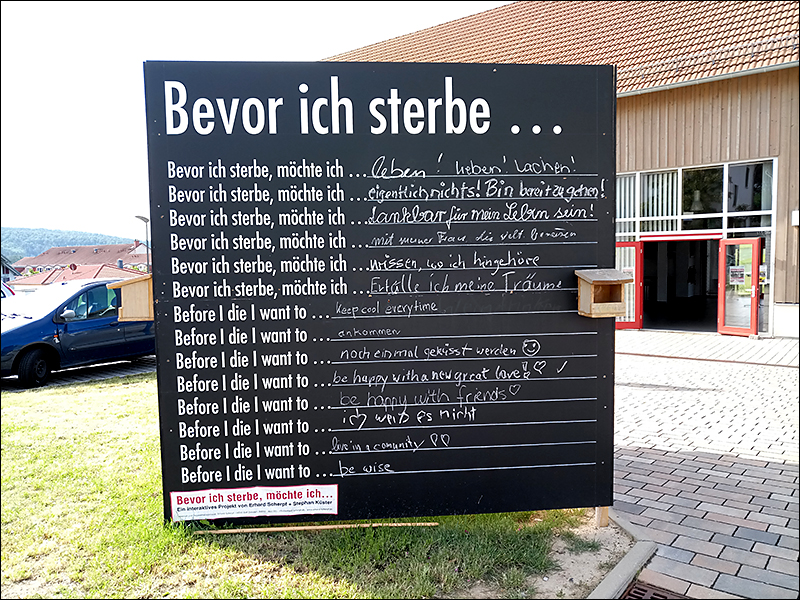 Bevor ich sterbe ...
Bevor ich sterbe, möchte ich ... leben! lieben! lachen!
Bevor ich sterbe, möchte ich ... eigentlich nichts! Bin bereit zu gehen!
Bevor ich sterbe, möchte ich ... dankbar für mein Leben sein!
Bevor ich sterbe, möchte ich ... mit meiner Frau die Welt bereisen
Bevor ich sterbe, möchte ich ... wissen, wo ich hingehöre
Bevor ich sterbe, möchte ich ... Erfälle ich meine Träume
Before I die I want to ... keep cool everytime
Before I die I want to ... ankommen
Before I die I want to ... noch einmal geküsst werden ☺
Before I die I want to ... be happy with a new great love! ♡ ✓
Before I die I want to ... be happy with friends ♡
Before I die I want to ... i ♡ weiß es nicht
Before I die I want to ... live in a comunity ♡♡
Before I die I want to ... be wise
Bevor ich sterbe, möchte ich...
Ein interaktives Projekt von Erhard Scherpf + Stephan Küster